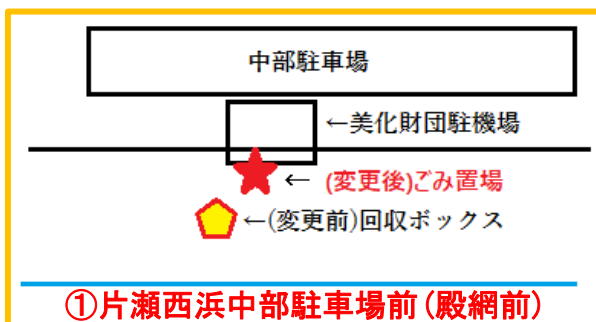 中部駐車場
←美化財団駐機場
← (変更後)ごみ置場
←(変更前)回収ボックス
①片瀬西浜中部駐車場前(殿網前)